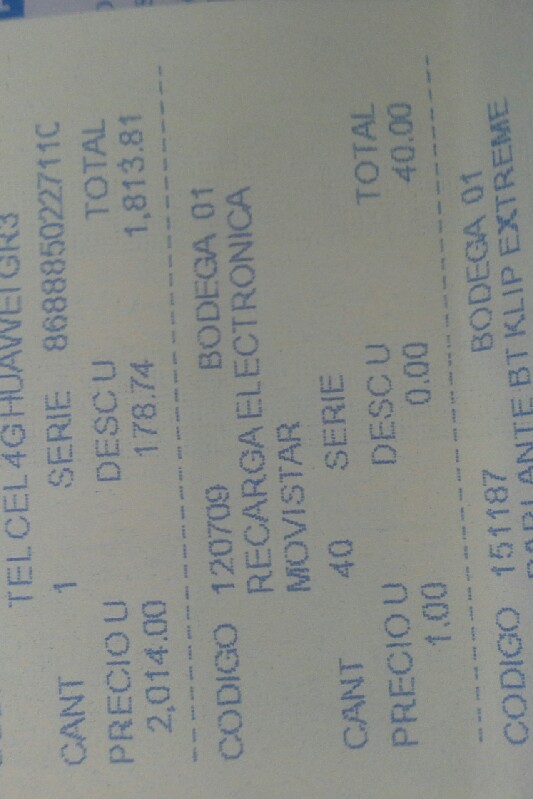 TEL CEL 4G HUAWEI GR3
CANT 1 SERIE 868885022711C
PRECIO U DESC U TOTAL
2,014.00 178.74 1,813.81
CODIGO 120709 BODEGA 01
RECARGA ELECTRONICA
MOVISTAR
CANT 40 SERIE
PRECIO U DESC U TOTAL
1.00 0.00 40.00
CODIGO 151187 BODEGA 01
PARLANTE BT KLIP EXTREME